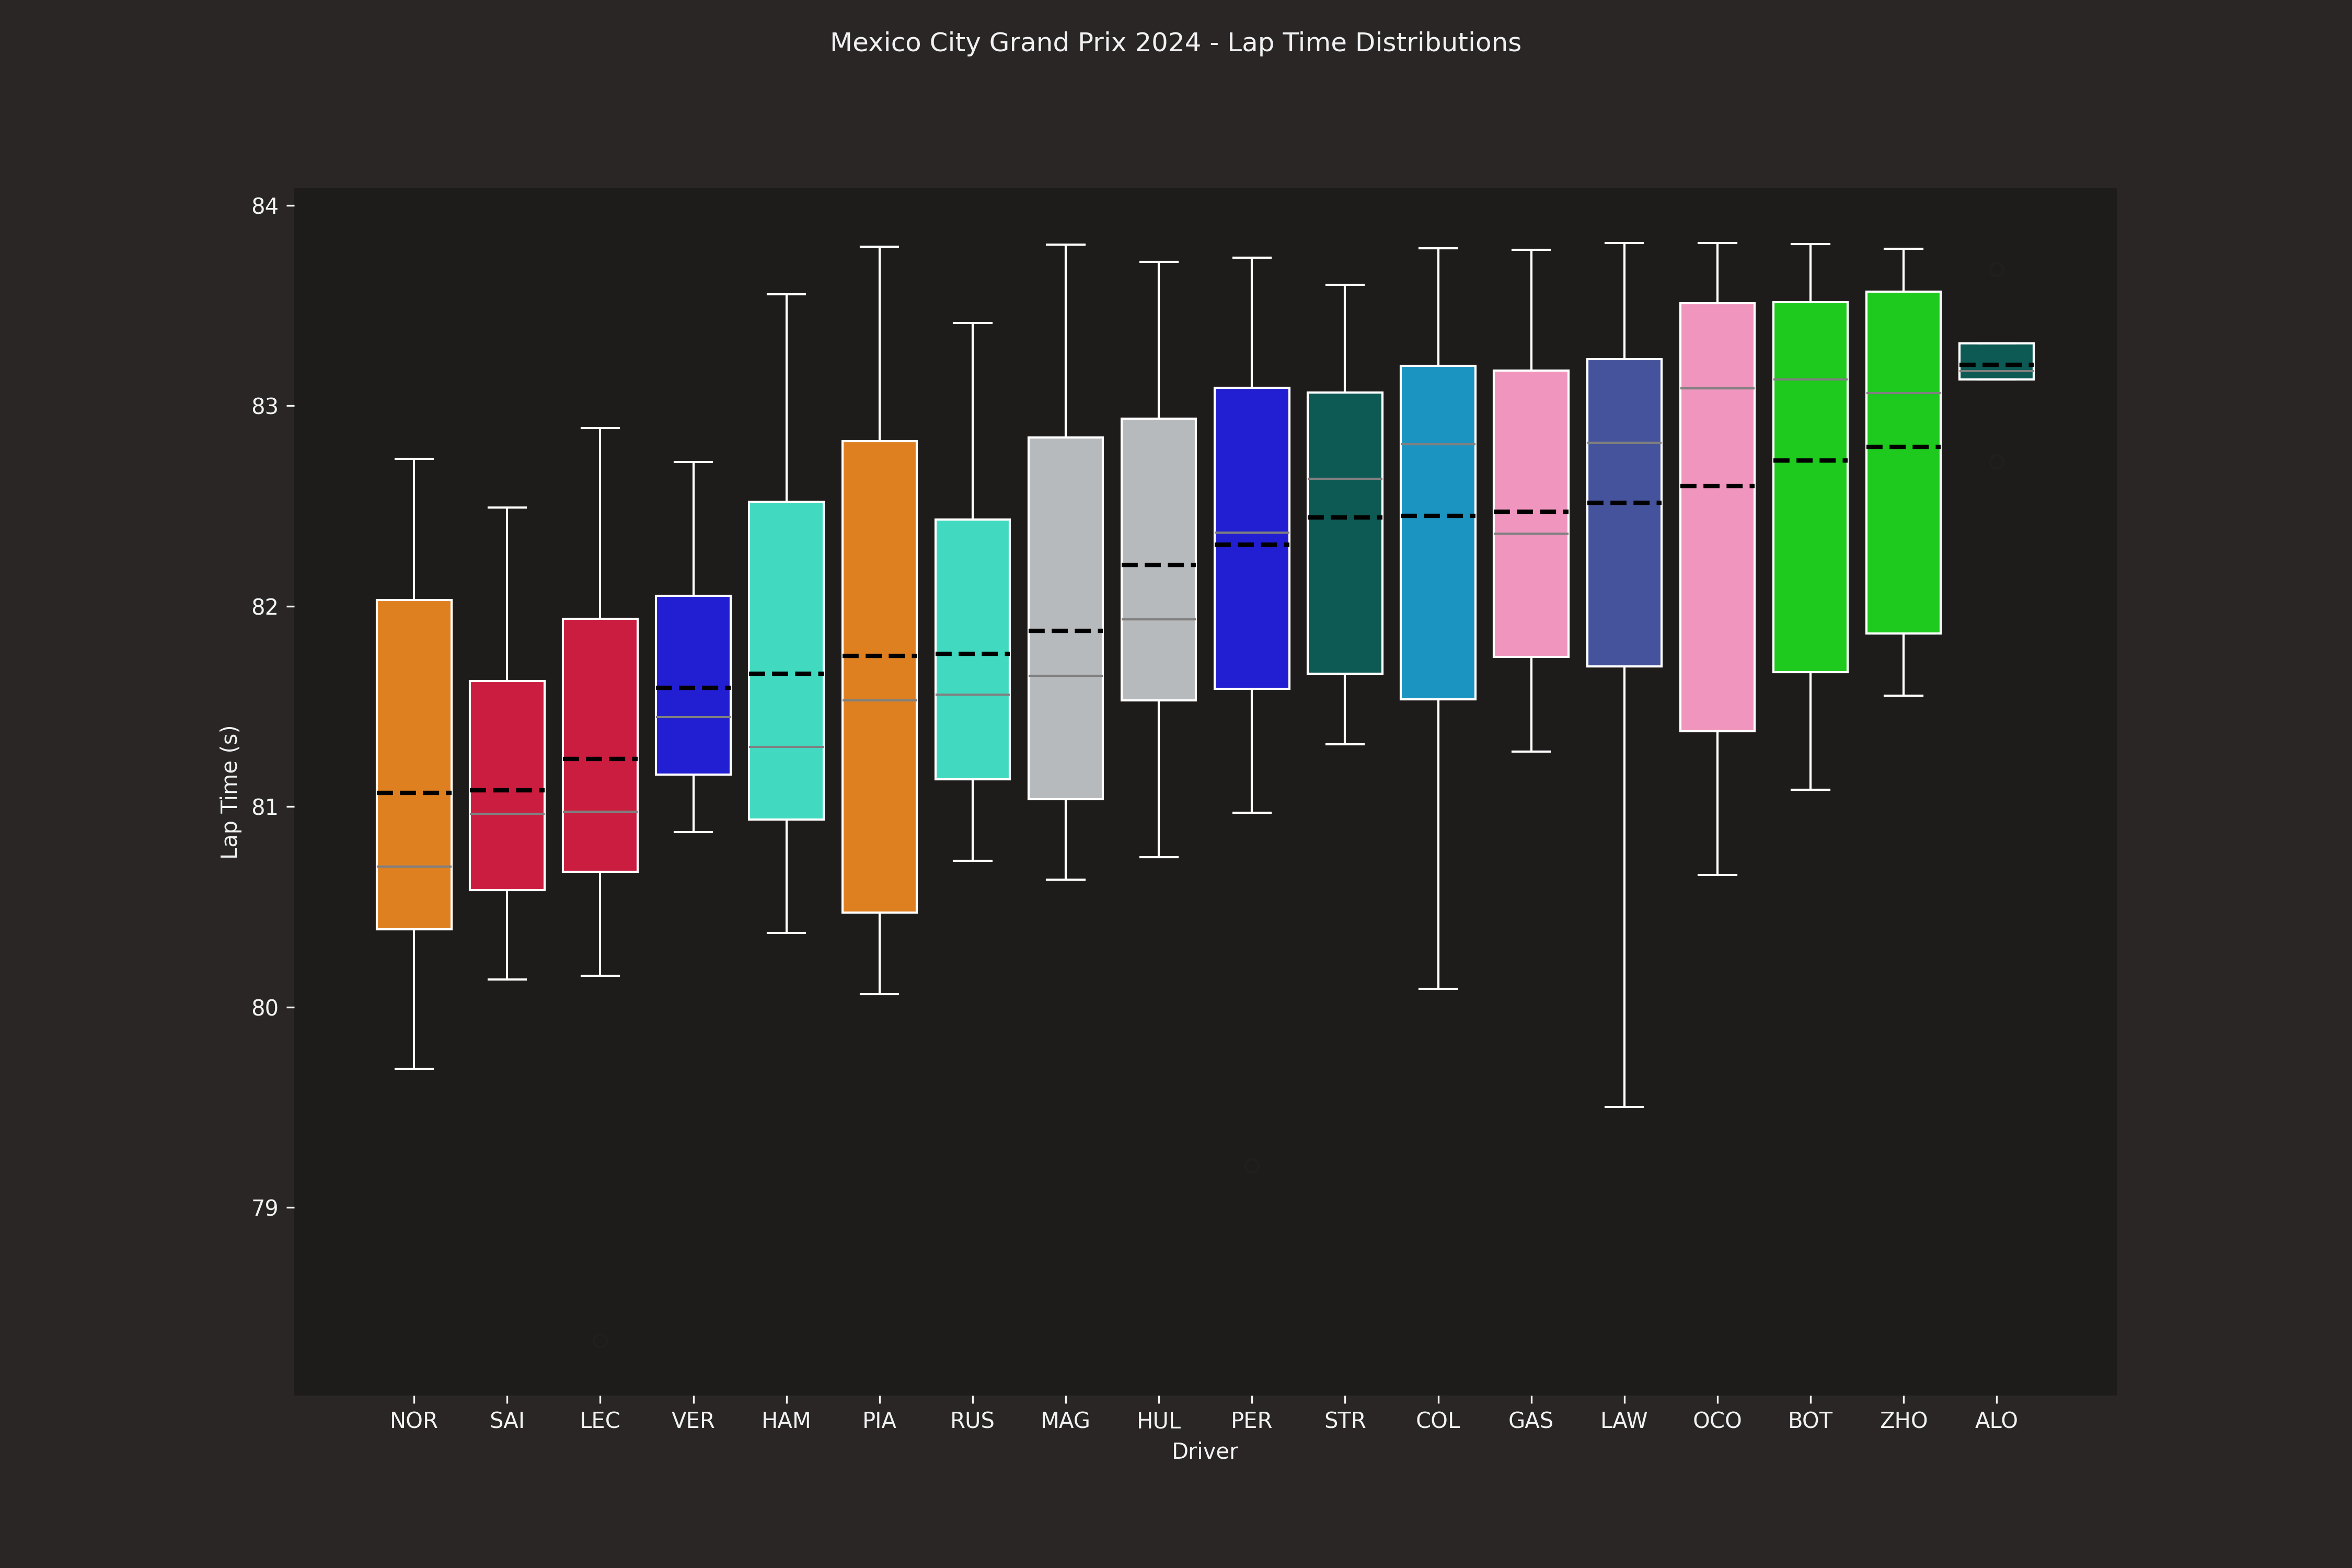 Mexico City Grand Prix 2024 - Lap Time Distributions
84
83
82
81
80
79
Lap Time (s)
NOR SAI LEC VER HAM PIA RUS MAG HUL PER STR COL GAS LAW OCO BOT ZHO ALO
Driver